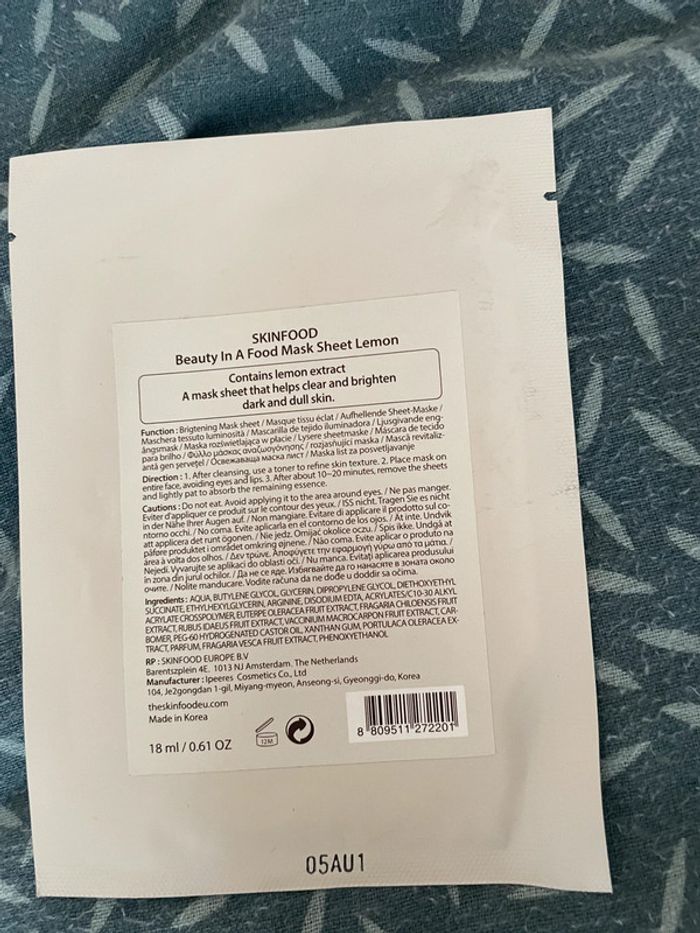 SKINFOOD
Beauty In A Food Mask Sheet Lemon
Contains lemon extract
A mask sheet that helps clear and brighten
dark and dull skin.
Function : Brigtening Mask sheet / Masque tissu éclat / Aufhellende Sheet-Maske /
Maschera tessuto luminosità / Mascarilla de tejido iluminadora / Ljusgivande eng-
ångsmask / Maska rozświetlająca w płacie / Lysere sheetmaske / Máscara de tecido
para brilho / Φύλλο μάσκας αναζωογόνησης / rozjasňující maska / Mască revitaliz-
antă gen șervețel / Освежаваща маска лист / Maska list za posvetljavanje
Direction : 1. After cleansing, use a toner to refine skin texture. 2. Place mask on
entire face, avoiding eyes and lips. 3. After about 10~20 minutes, remove the sheets
and lightly pat to absorb the remaining essence.
Cautions : Do not eat. Avoid applying it to the area around eyes. / Ne pas manger.
Eviter d'appliquer ce produit sur le contour des yeux. / ISS nicht. Tragen Sie es nicht
in der Nähe Ihrer Augen auf. / Non mangiare. Evitare di applicare il prodotto sul co-
ntorno occhi. / No coma. Evite aplicarla en el contorno de los ojos. / Ät inte. Undvik
att applicera det runt ögonen. / Nie jedz. Omijać okolice oczu. / Spis ikke. Undgå at
påføre produktet i området omkring øjnene. / Não coma. Evite aplicar o produto na
área à volta dos olhos. / Δεν τρώνε. Αποφύγετε την εφαρμογή γύρω από τα μάτια. /
Nejedí. Vyvarujte se aplikaci do oblasti očí. / Nu manca. Evitați aplicarea produsului
în zona din jurul ochilor. / Да не се яде. Избягвайте да го нанасяте в зоната около
очите. / Nolite manducare. Vodite računa da ne dođe u doddir sa očima.
Ingredients : AQUA, BUTYLENE GLYCOL, GLYCERIN, DIPROPYLENE GLYCOL, DIETHOXYETHYL
SUCCINATE, ETHYLHEXYLGLYCERIN, ARGININE, DISODIUM EDTA, ACRYLATES/C10-30 ALKYL
ACRYLATE CROSSPOLYMER, EUTERPE OLERACEA FRUIT EXTRACT, FRAGARIA CHILOENSIS FRUIT
EXTRACT, RUBUS IDAEUS FRUIT EXTRACT, VACCINIUM MACROCARPON FRUIT EXTRACT, CAR-
BOMER, PEG-60 HYDROGENATED CASTOR OIL, XANTHAN GUM, PORTULACA OLERACEA EX-
TRACT, PARFUM, FRAGARIA VESCA FRUIT EXTRACT, PHENOXYETHANOL
RP : SKINFOOD EUROPE B.V
Barentszplein 4E. 1013 NJ Amsterdam. The Netherlands
Manufacturer : Ipeeres Cosmetics Co., Ltd
104, Je2gongdan 1-gil, Miyang-myeon, Anseong-si, Gyeonggi-do, Korea
theskinfoodeu.com
Made in Korea
18 ml / 0.61 OZ
12M
8 809511 272201
05AU1